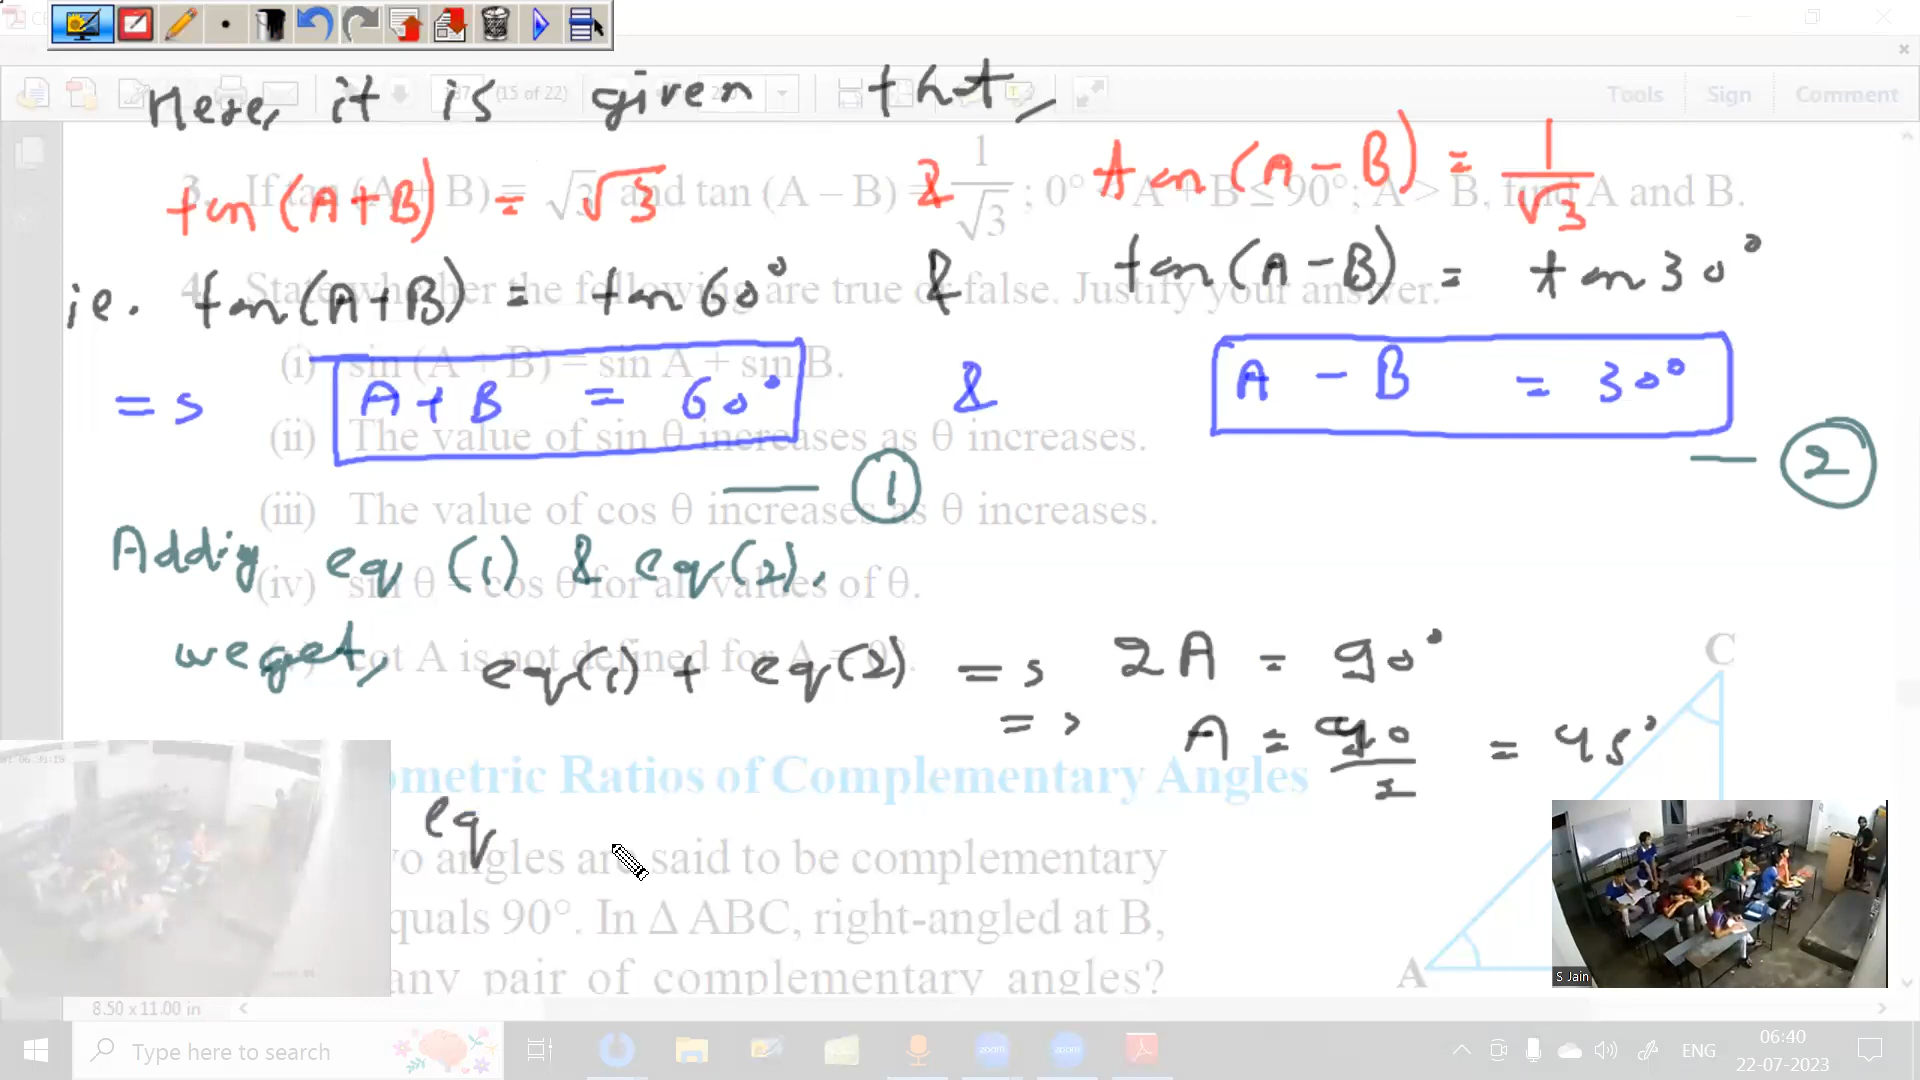 Tools Sign Comment
(15 of 22)
Here, it is given tht,
3. If tan (A + B) = √3 and tan (A – B) = 1/√3 ; 0° < A + B ≤ 90° ; A > B, find A and B.
tan (A+B) = √3 & tan (A – B) = 1/√3
4. State whether the following are true or false. Justify your answer.
ie. tan (A+B) = tan 60° & tan (A – B) = tan 30°
(i) sin (A + B) = sin A + sin B.
A + B = 60° & A – B = 30°
(ii) The value of sin θ increases as θ increases.
— ① — ②
(iii) The value of cos θ increases as θ increases.
Adding eq (1) & eq (2),
(iv) sin θ = cos θ for all values of θ.
cot A is not defined for A
we get, eq (1) + eq (2) => 2A = 90°
=> A = 90/2 = 45°
C
ometric Ratios of Complementary Angles
eq
wo angles are said to be complementary
quals 90°. In Δ ABC, right-angled at B,
any pair of complementary angles?
A
S Jain
8.50 x 11.00 in
Type here to search
zoom zoom
ENG
06:40
22-07-2023